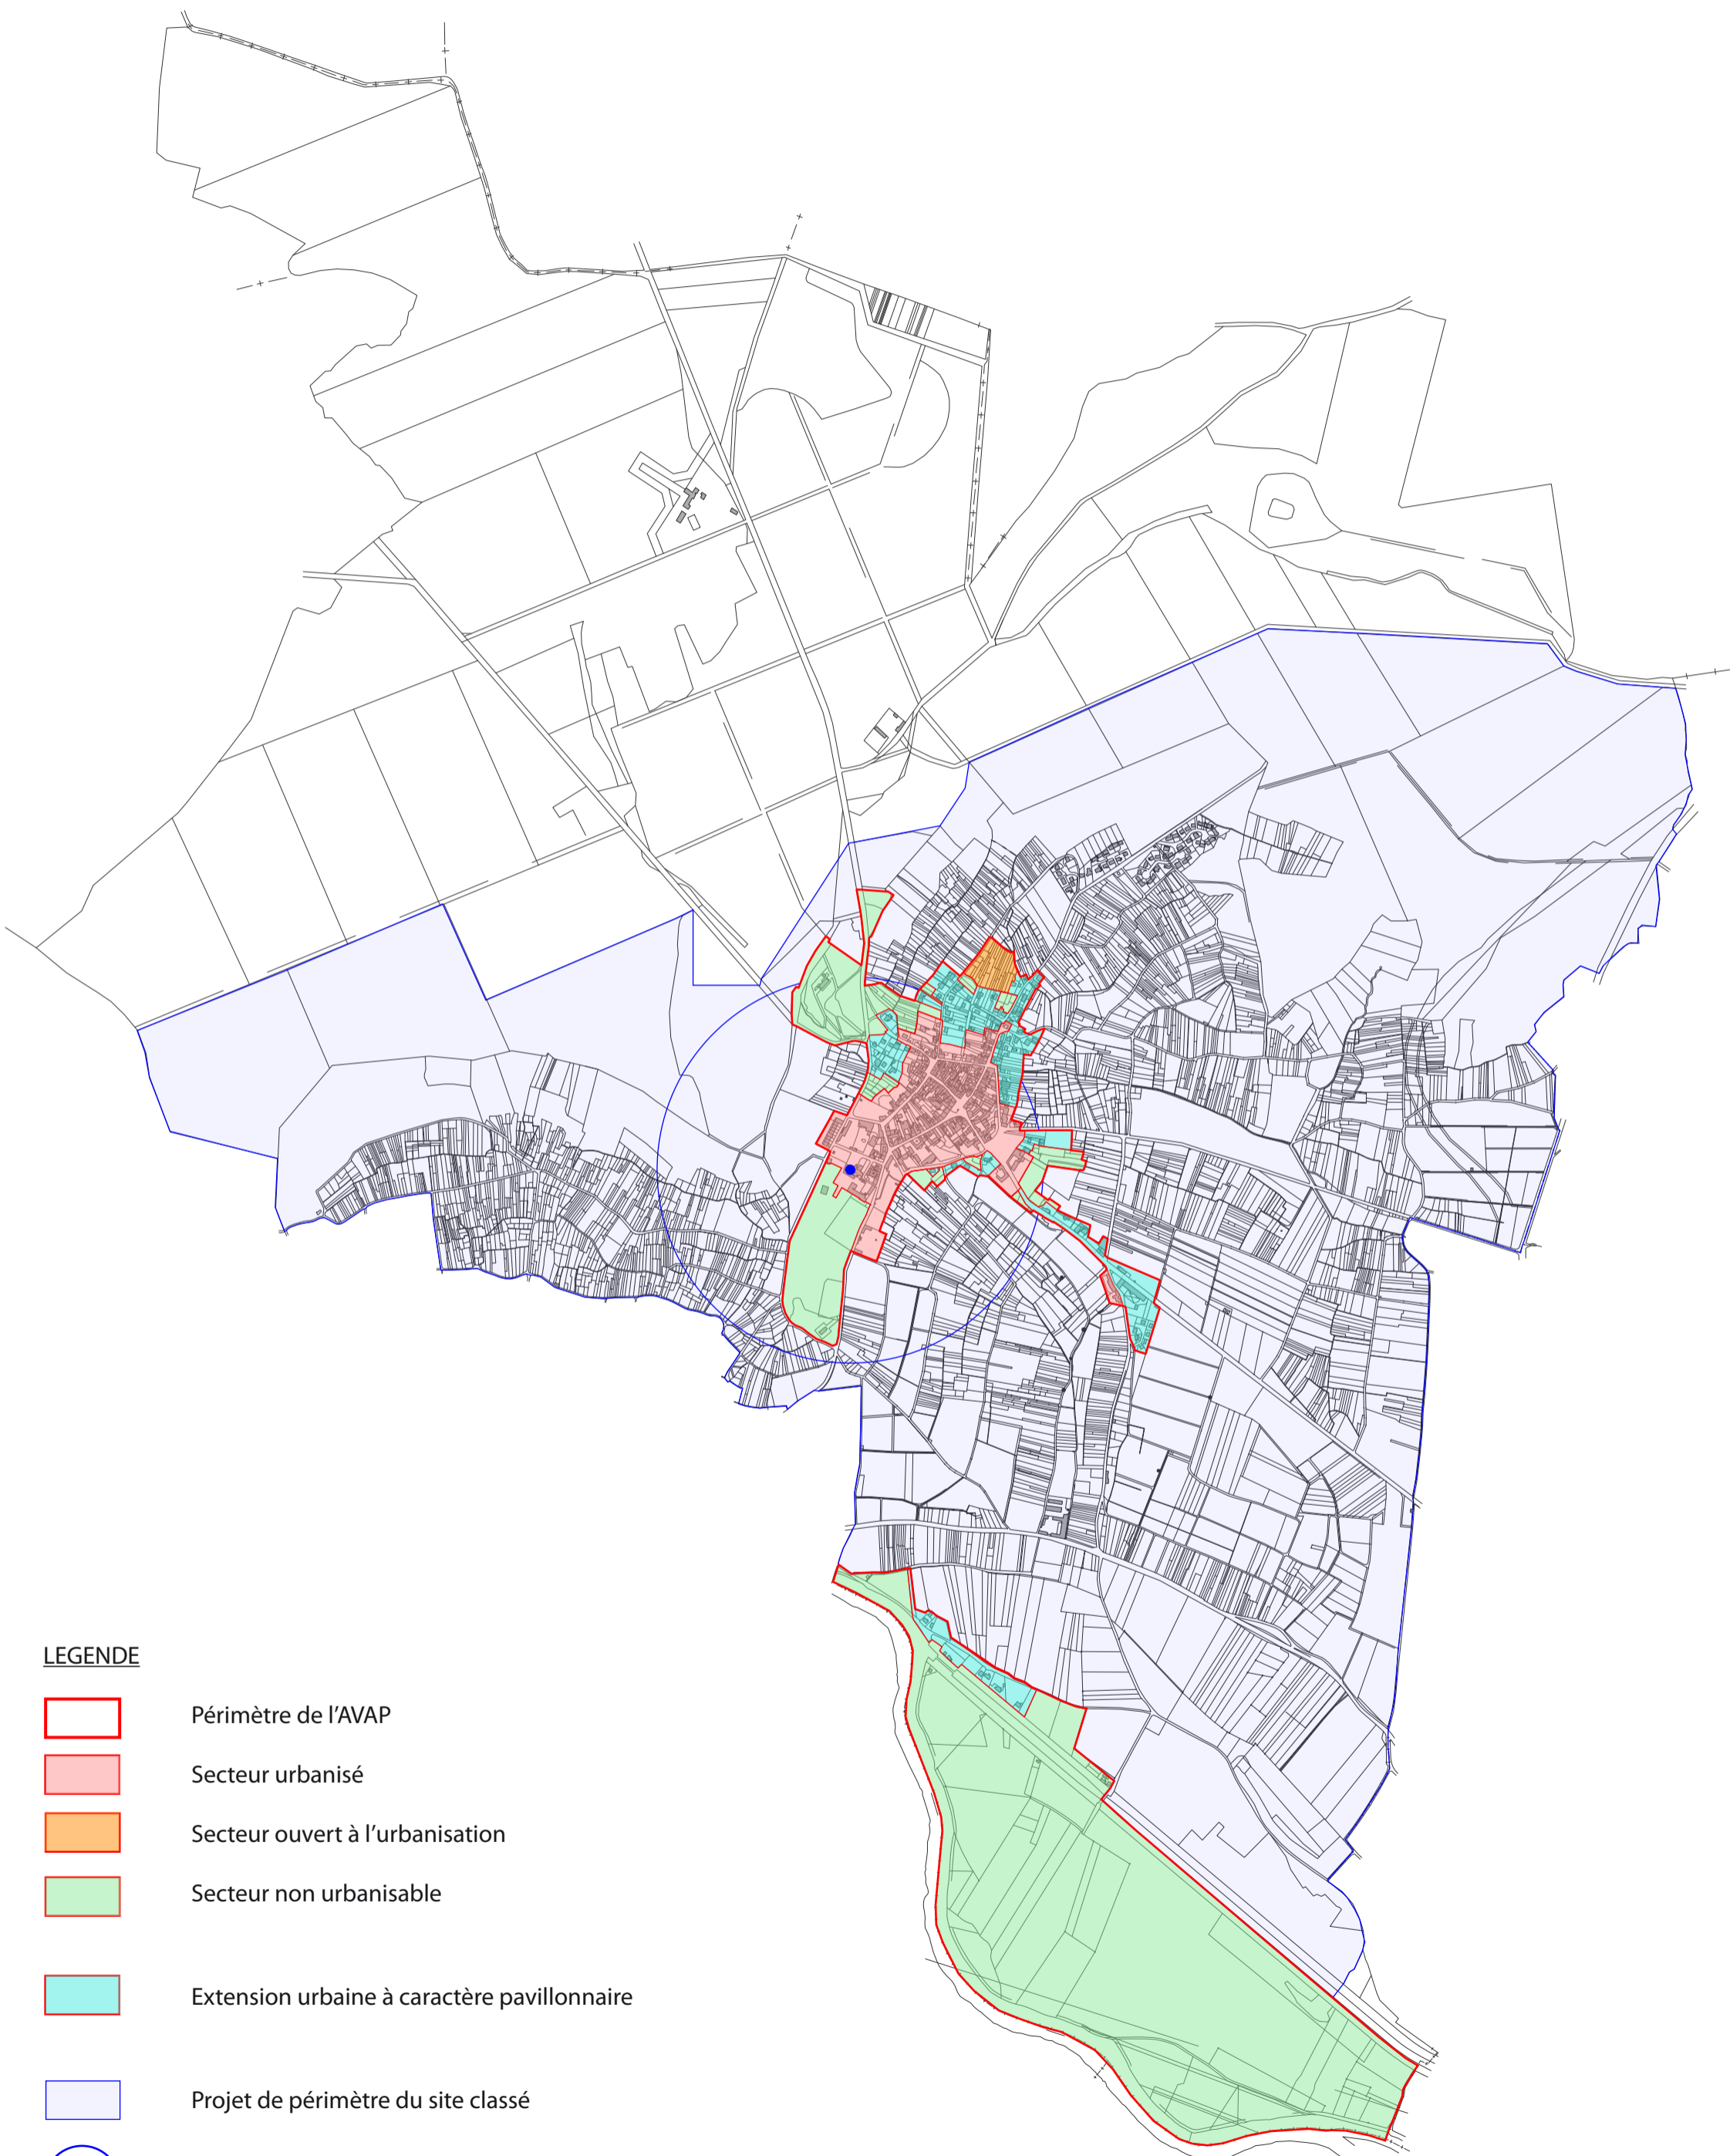 LEGENDE
Périmètre de l'AVAP
Secteur urbanisé
Secteur ouvert à l'urbanisation
Secteur non urbanisable
Extension urbaine à caractère pavillonnaire
Projet de périmètre du site classé